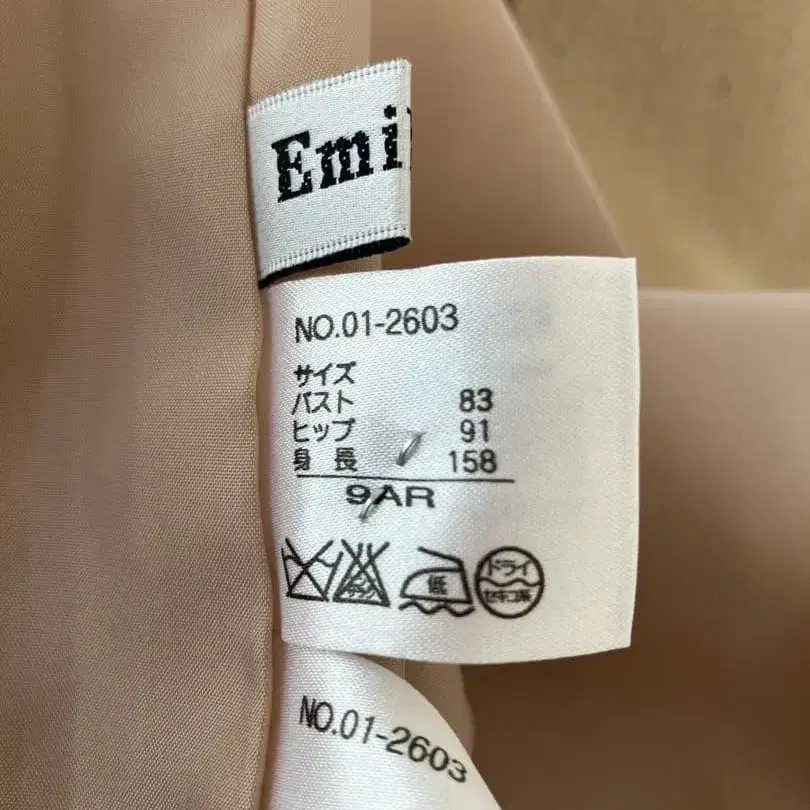 Emi
NO.01-2603
サイズ
バスト 83
ヒップ 91
身長 158
9AR
低
ドライ
セキユ系
NO.01-2603